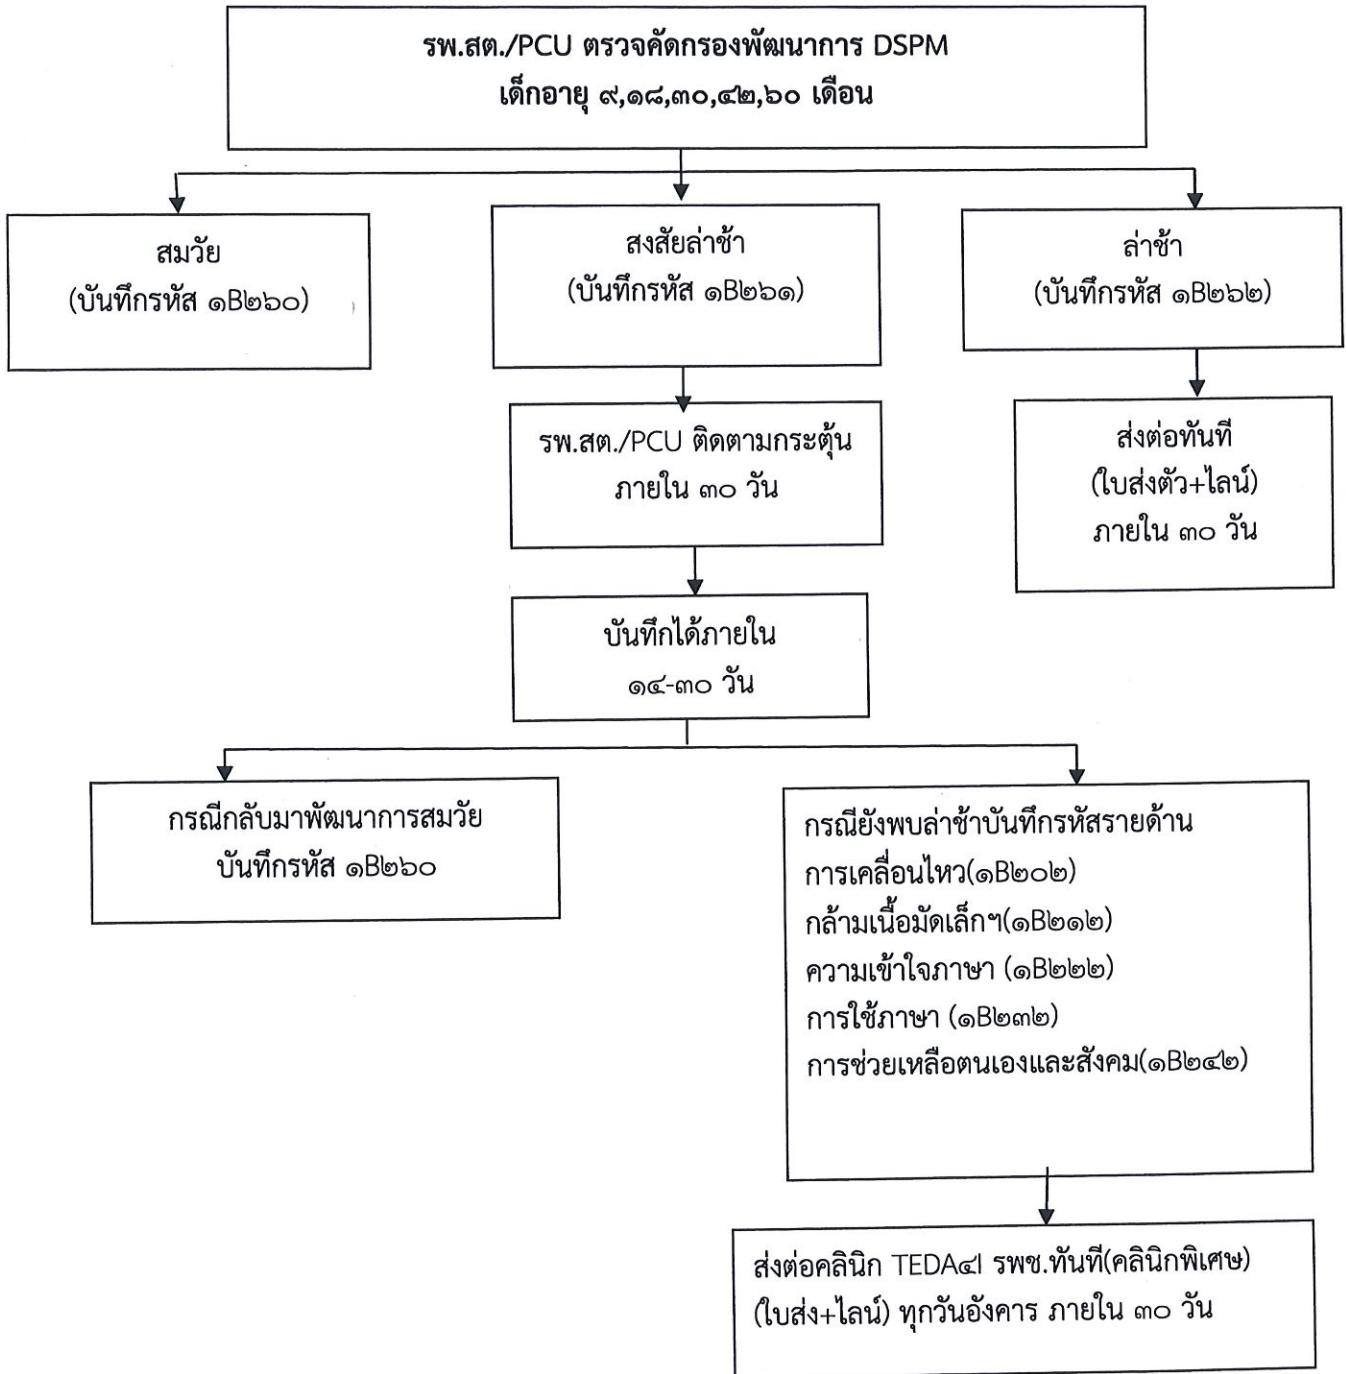 รพ.สต./PCU ตรวจคัดกรองพัฒนาการ DSPM
เด็กอายุ ๙,๑๘,๓๐,๔๒,๖๐ เดือน
สมวัย
(บันทึกรหัส ๑B๒๖๐)
สงสัยล่าช้า
(บันทึกรหัส ๑B๒๖๑)
ล่าช้า
(บันทึกรหัส ๑B๒๖๒)
รพ.สต./PCU ติดตามกระตุ้น
ภายใน ๓๐ วัน
ส่งต่อทันที
(ใบส่งตัว+ไลน์)
ภายใน ๓๐ วัน
บันทึกได้ภายใน
๑๔-๓๐ วัน
กรณีกลับมาพัฒนาการสมวัย
บันทึกรหัส ๑B๒๖๐
กรณียังพบล่าช้าบันทึกรหัสรายด้าน
การเคลื่อนไหว(๑B๒๐๒)
กล้ามเนื้อมัดเล็กฯ(๑B๒๑๒)
ความเข้าใจภาษา (๑B๒๒๒)
การใช้ภาษา (๑B๒๓๒)
การช่วยเหลือตนเองและสังคม(๑B๒๔๒)
ส่งต่อคลินิก TEDA๔I รพช.ทันที(คลินิกพิเศษ)
(ใบส่ง+ไลน์) ทุกวันอังคาร ภายใน ๓๐ วัน